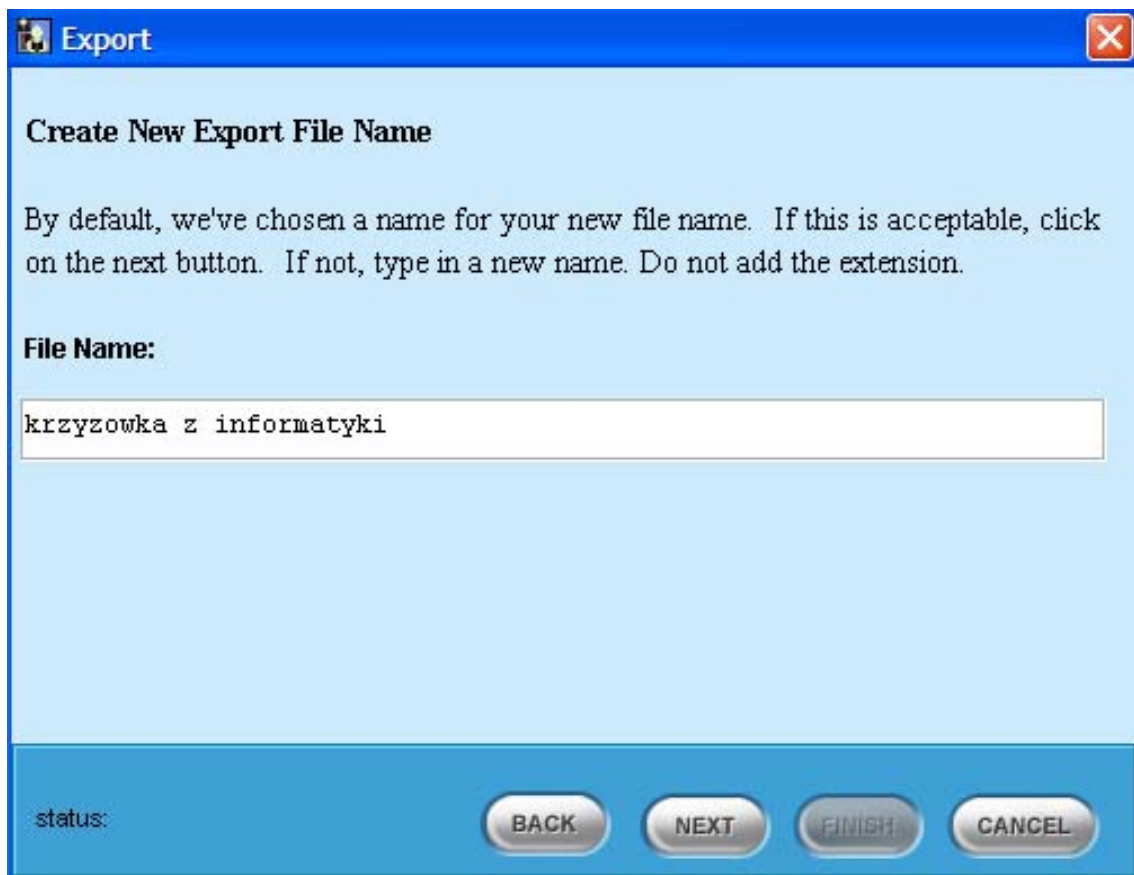 Export
Create New Export File Name
By default, we've chosen a name for your new file name.  If this is acceptable, click
on the next button.  If not, type in a new name. Do not add the extension.
File Name:
krzyzowka z informatyki
status:
BACK
NEXT
FINISH
CANCEL